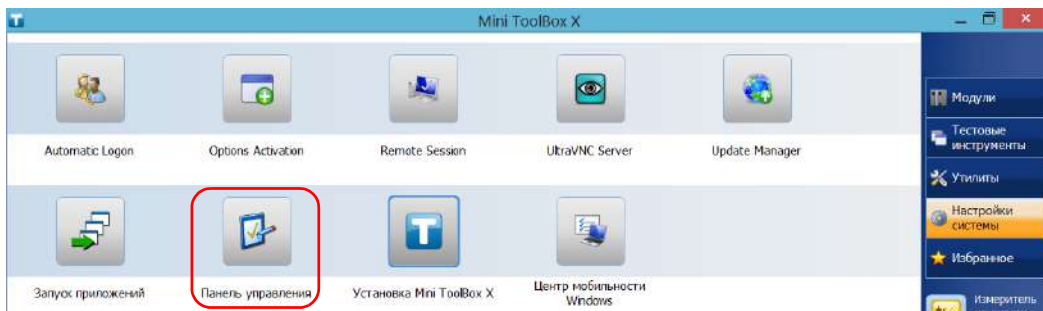 Mini ToolBox X
Automatic Logon
Options Activation
Remote Session
UltraVNC Server
Update Manager
Запуск приложений
Панель управления
Установка Mini ToolBox X
Центр мобильности
Windows
Модули
Тестовые
инструменты
Утилиты
Настройки
системы
Избранное
Измеритель